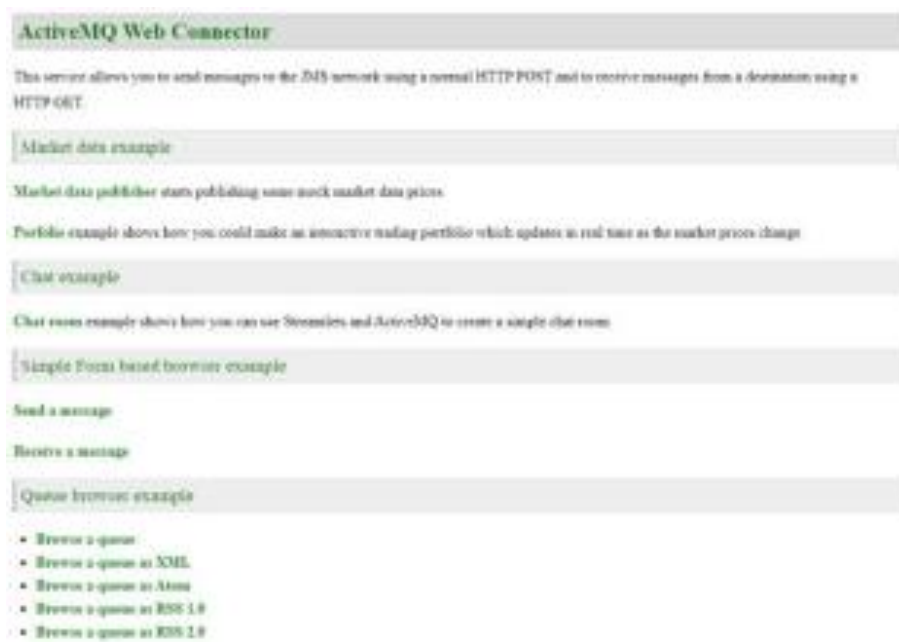 ActiveMQ Web Connector
This service allows you to send messages to the JMS network using a normal HTTP POST and to receive messages from a destination using a
HTTP GET.
Market data example
Market data publisher starts publishing some mock market data prices
Portfolio example shows how you could make an interactive trading portfolio which updates in real time as the market prices change
Chat example
Chat room example shows how you can use Streamlets and ActiveMQ to create a simple chat room
Simple Form based browser example
Send a message
Receive a message
Queue browser example
• Browse a queue
• Browse a queue as XML
• Browse a queue as Atom
• Browse a queue as RSS 1.0
• Browse a queue as RSS 2.0